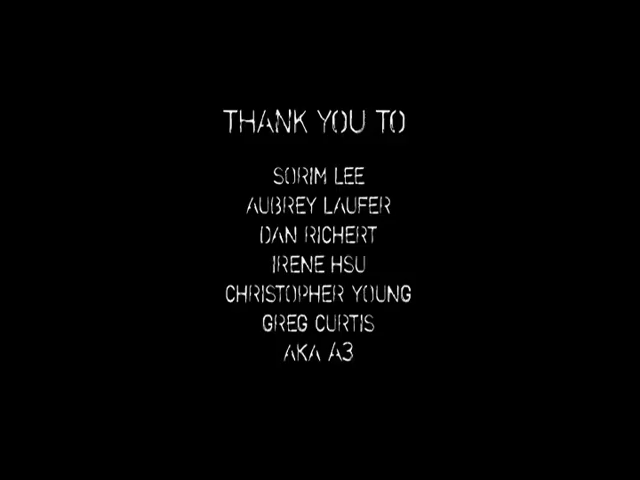 THANK YOU TO
SORIM LEE
AUBREY LAUFER
DAN RICHERT
IRENE HSU
CHRISTOPHER YOUNG
GREG CURTIS
AKA A3